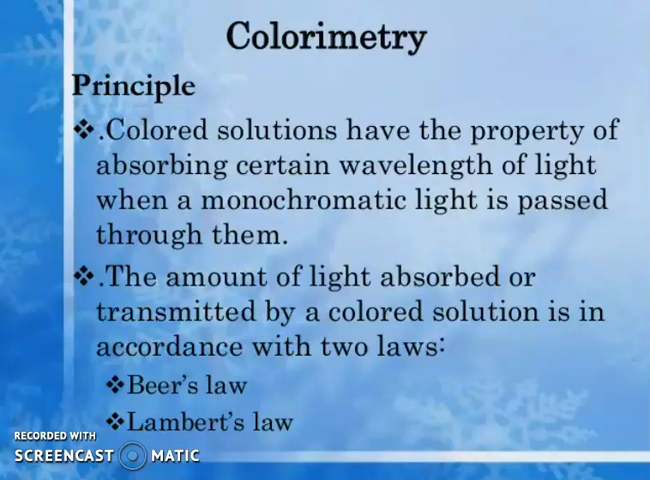 Colorimetry
Principle
❖.Colored solutions have the property of
absorbing certain wavelength of light
when a monochromatic light is passed
through them.
❖.The amount of light absorbed or
transmitted by a colored solution is in
accordance with two laws:
❖Beer's law
❖Lambert's law
RECORDED WITH
SCREENCAST MATIC